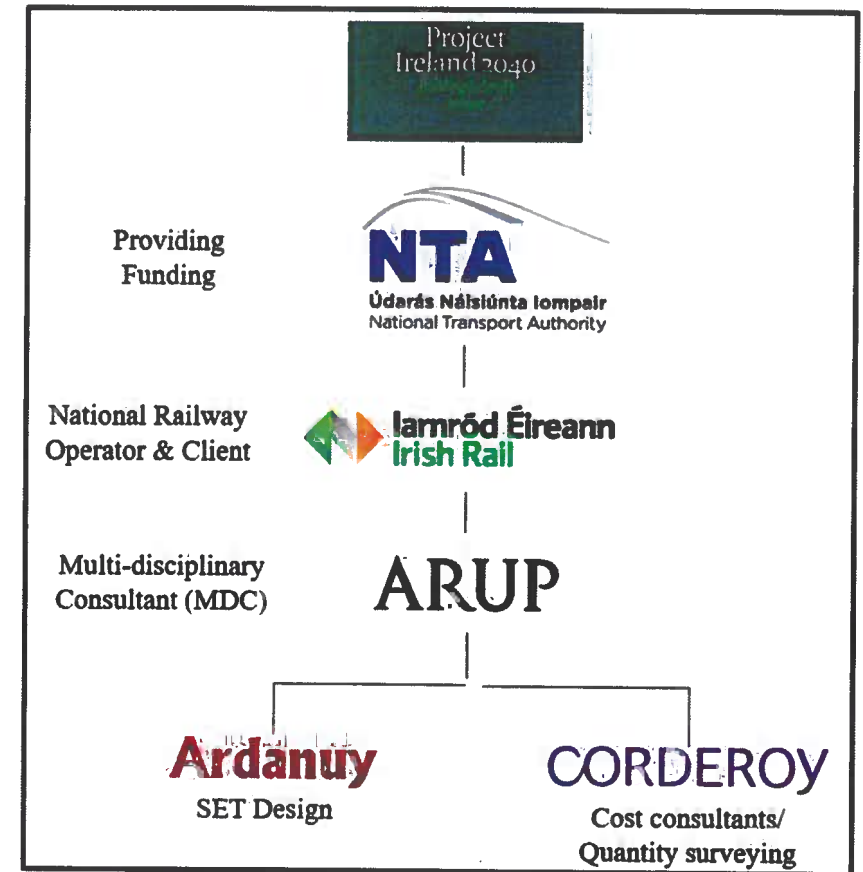 Project
Ireland 2040
Providing
Funding
NTA
Údarás Náisiúnta Iompair
National Transport Authority
National Railway
Operator & Client
Iarnród Éireann
Irish Rail
Multi-disciplinary
Consultant (MDC)
ARUP
Ardanuy
SET Design
CORDEROY
Cost consultants/
Quantity surveying